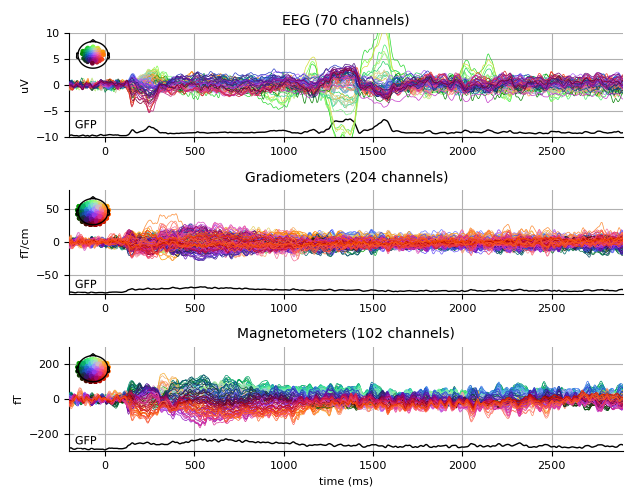 EEG (70 channels)
10
5
0
−5
−10
uV
GFP
0 500 1000 1500 2000 2500
Gradiometers (204 channels)
50
0
−50
fT/cm
GFP
0 500 1000 1500 2000 2500
Magnetometers (102 channels)
200
0
−200
fT
GFP
0 500 1000 1500 2000 2500
time (ms)